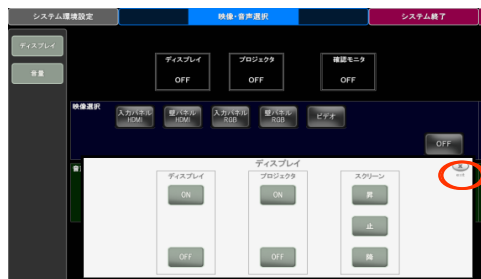 システム環境設定
映像・音声選択
システム終了
ディスプレイ
音量
ディスプレイ
OFF
プロジェクタ
OFF
確認モニタ
OFF
映像選択
入力パネル
HDMI
壁パネル
HDMI
入力パネル
RGB
壁パネル
RGB
ビデオ
OFF
音
ディスプレイ
ディスプレイ
ON
OFF
プロジェクタ
ON
OFF
スクリーン
昇
止
降